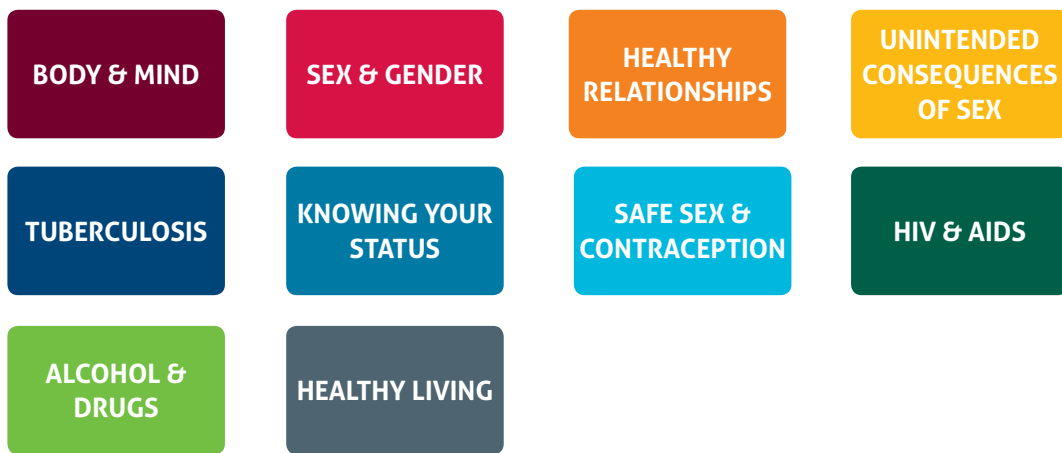 BODY & MIND
SEX & GENDER
HEALTHY
RELATIONSHIPS
UNINTENDED
CONSEQUENCES
OF SEX
TUBERCULOSIS
KNOWING YOUR
STATUS
SAFE SEX &
CONTRACEPTION
HIV & AIDS
ALCOHOL &
DRUGS
HEALTHY LIVING